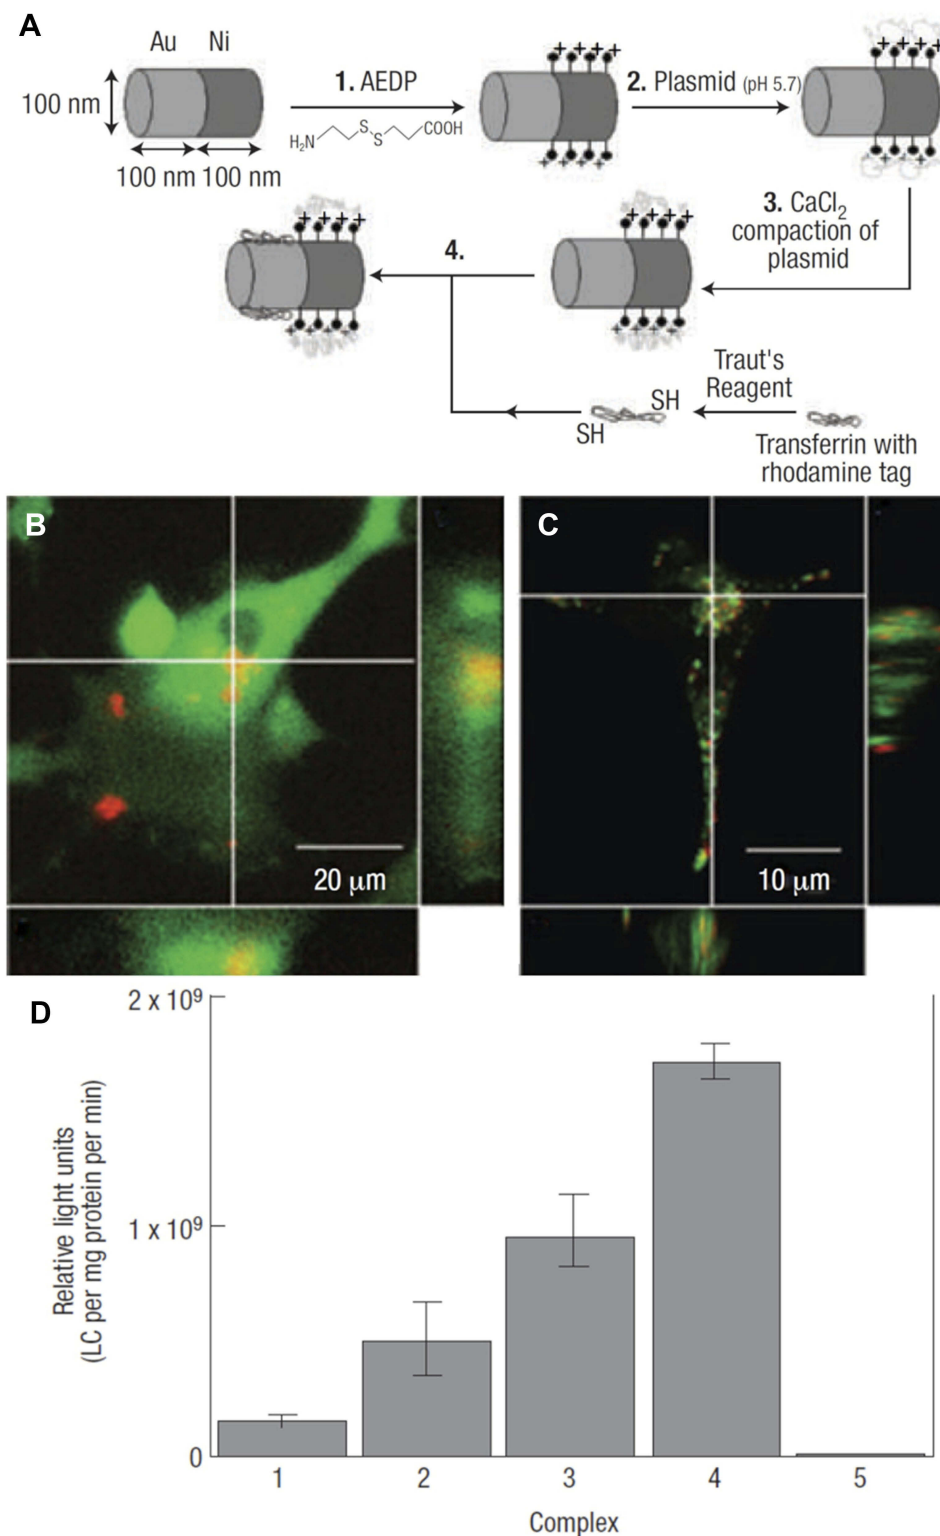 A
Au Ni
100 nm
100 nm 100 nm
1. AEDP
H₂N S S COOH
+ + + +
+ + + +
2. Plasmid (pH 5.7)
+ + + +
+ + + +
3. CaCl₂
compaction of
plasmid
+ + + +
+ + + +
4.
+ + + +
+ + + +
Traut's
Reagent
SH
SH
Transferrin with
rhodamine tag
B
20 μm
C
10 μm
D
Relative light units
(LC per mg protein per min)
2 x 10⁹
1 x 10⁹
0
1 2 3 4 5
Complex